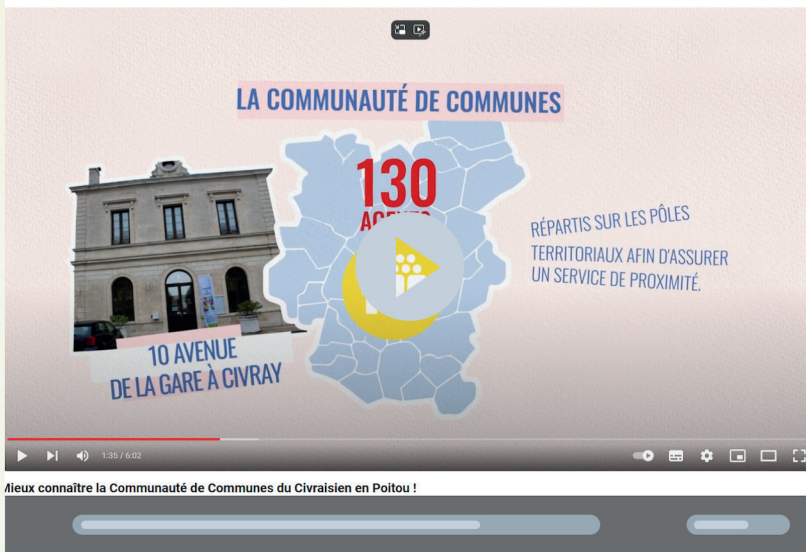 LA COMMUNAUTÉ DE COMMUNES
130
RÉPARTIS SUR LES PÔLES
TERRITORIAUX AFIN D'ASSURER
UN SERVICE DE PROXIMITÉ.
10 AVENUE
DE LA GARE À CIVRAY
1:35 / 6:02
Mieux connaître la Communauté de Communes du Civraisien en Poitou !